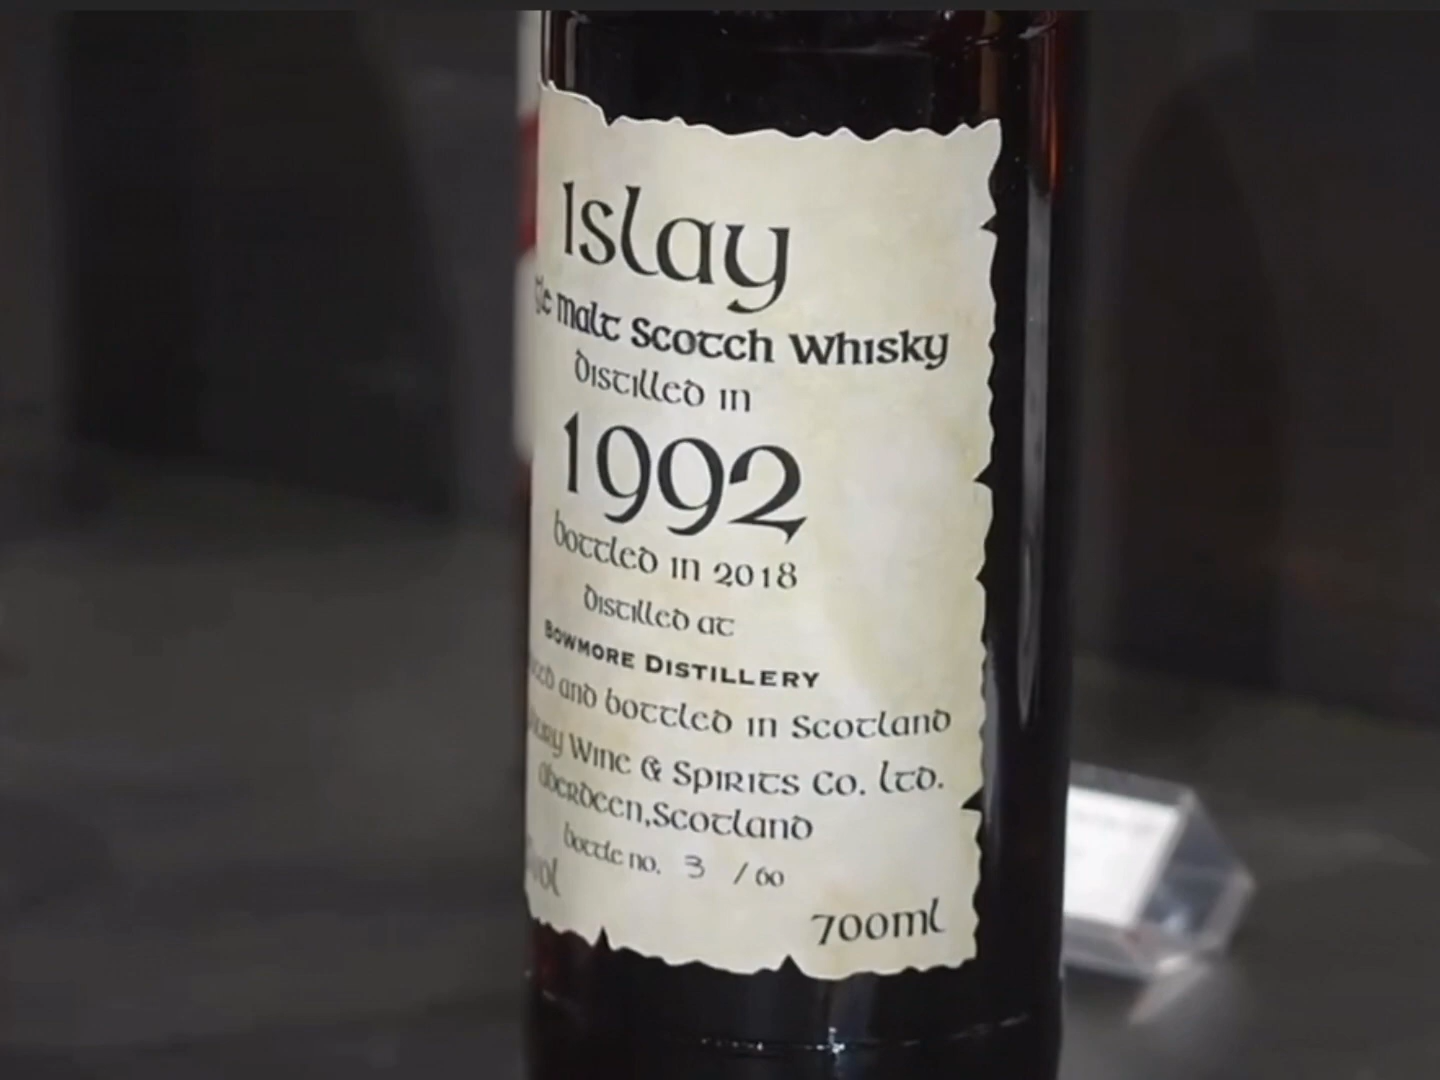 Islay
Malt Scotch Whisky
distilled in
1992
bottled in 2018
distilled at
BOWMORE DISTILLERY
and bottled in Scotland
Wine & Spirits Co. Ltd.
Aberdeen, Scotland
bottle no. 3 / 60
vol
700ml